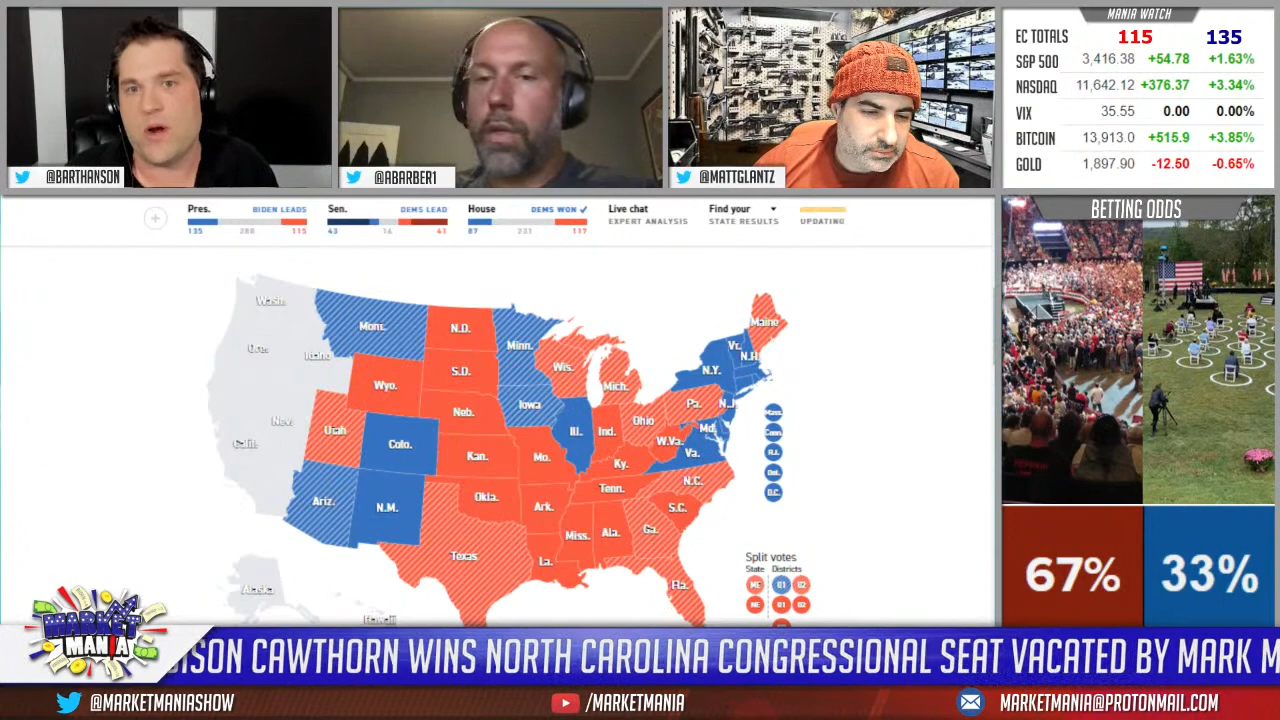 @BARTHANSON
@ABARBER1
@MATTGLANTZ
MANIA WATCH
EC TOTALS 115 135
S&P 500 3,416.38 +54.78 +1.63%
NASDAQ 11,642.12 +376.37 +3.34%
VIX 35.55 0.00 0.00%
BITCOIN 13,913.0 +515.9 +3.85%
GOLD 1,897.90 -12.50 -0.65%
Pres. BIDEN LEADS
135 288 115
Sen. DEMS LEAD
43 16 41
House DEMS WON ✓
87 231 117
Live chat
EXPERT ANALYSIS
Find your
STATE RESULTS
UPDATING
BETTING ODDS
Wash.
Mont.
N.D.
Minn.
Maine
Ore.
Idaho
Wis.
Vt.
N.H.
S.D.
Wyo.
Mich.
N.Y.
Neb.
Iowa
Pa.
N.J.
Nev.
Utah
Colo.
Ill.
Ind.
Ohio
Md.
Mass.
Calif.
Kan.
Mo.
W.Va.
Va.
Conn.
R.I.
Ky.
Del.
Ariz.
N.M.
Okla.
Tenn.
N.C.
D.C.
Ark.
S.C.
Texas
Miss.
Ala.
Ga.
La.
Fla.
Alaska
Hawaii
Split votes
State Districts
ME 01 02
NE 01 02
67% 33%
MARKET
MANIA
ISON CAWTHORN WINS NORTH CAROLINA CONGRESSIONAL SEAT VACATED BY MARK M
@MARKETMANIASHOW
/MARKETMANIA
MARKETMANIA@PROTONMAIL.COM